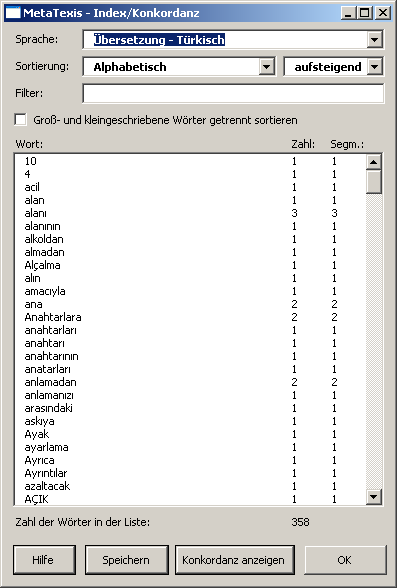 MetaTexis - Index/Konkordanz
Sprache: Übersetzung - Türkisch
Sortierung: Alphabetisch aufsteigend
Filter:
Groß- und kleingeschriebene Wörter getrennt sortieren
Wort: Zahl: Segm.:
10 1 1
4 1 1
acil 1 1
alan 1 1
alanı 3 3
alanının 1 1
alkoldan 1 1
almadan 1 1
Alçalma 1 1
alın 1 1
amacıyla 1 1
ana 2 2
Anahtarlara 2 2
anahtarları 1 1
anahtarı 1 1
anahtarının 1 1
anatarları 1 1
anlamadan 2 2
anlamanızı 1 1
arasındaki 1 1
askıya 1 1
Ayak 1 1
ayarlama 1 1
Ayrıca 1 1
Ayrıntılar 1 1
azaltacak 1 1
AÇIK 1 1
Zahl der Wörter in der Liste: 358
Hilfe Speichern Konkordanz anzeigen OK